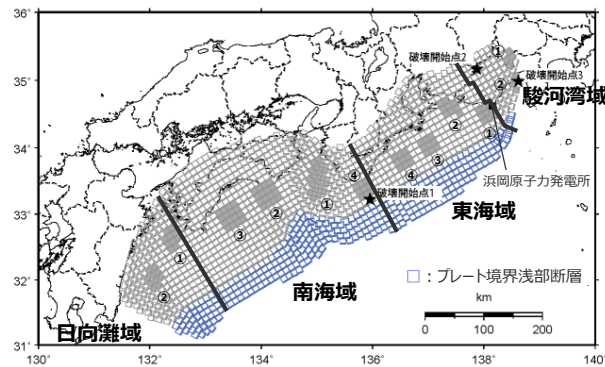 36°
35°
34°
33°
32°
31°
130°
132°
134°
136°
138°
140°
破壊開始点2
①
破壊開始点3
②
駿河湾域
②
①
③
浜岡原子力発電所
④
④
破壊開始点1
東海域
①
②
③
①
②
南海域
日向灘域
□：プレート境界浅部断層
km
0
100
200